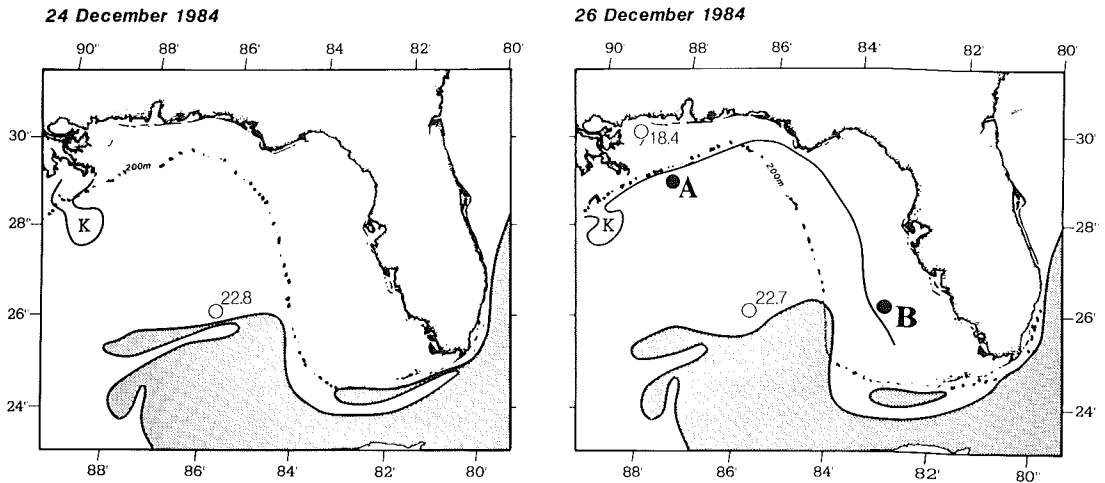 24 December 1984
90' 88' 86' 84' 82' 80'
30''
200m
28''
K
22.8
26''
24''
88' 86' 84' 82' 80'
26 December 1984
90' 88' 86' 84' 82' 80'
18.4
30''
200m
A
K
28''
22.7
B
26''
24''
88' 86' 84' 82' 80''